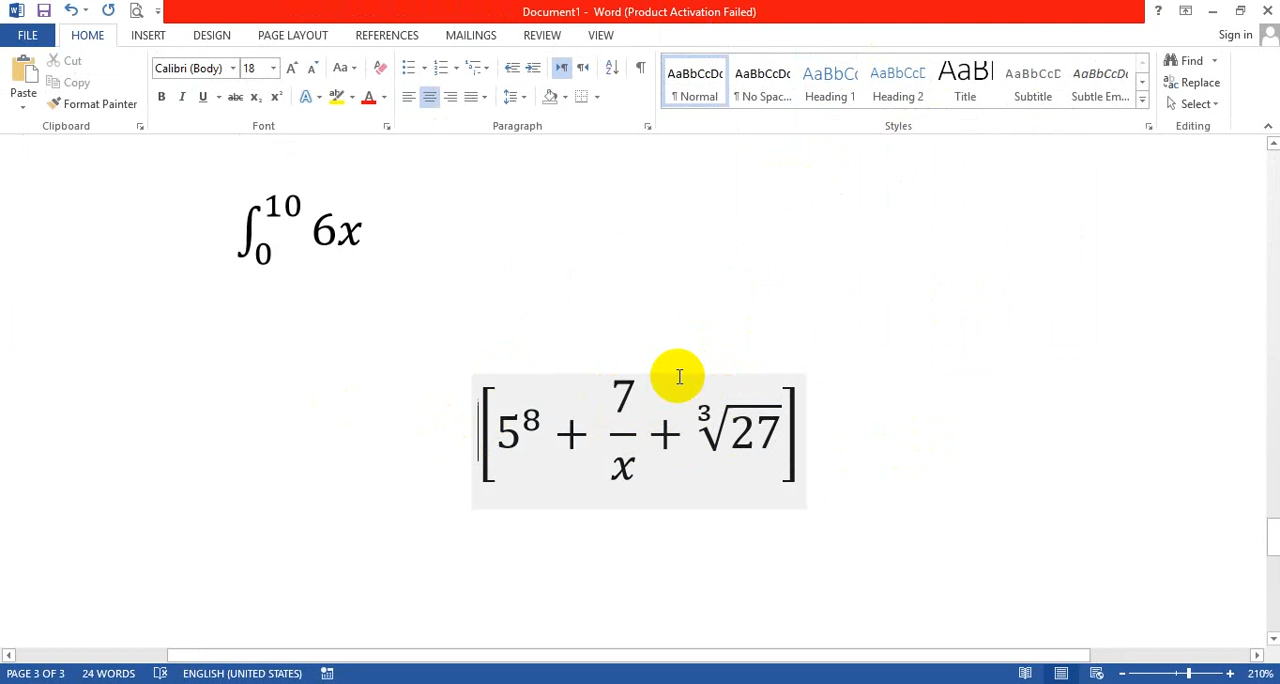 Document1 - Word (Product Activation Failed)
FILE HOME INSERT DESIGN PAGE LAYOUT REFERENCES MAILINGS REVIEW VIEW Sign in
Cut
Copy
Paste
Format Painter
Clipboard
Calibri (Body) 18
Font
Paragraph
AaBbCcDc AaBbCcDc AaBbCc AaBbCcD AaBl AaBbCcC AaBbCcDc
¶ Normal ¶ No Spac... Heading 1 Heading 2 Title Subtitle Subtle Em...
Styles
Find
Replace
Select
Editing
∫₀¹⁰ 6x
[5⁸ + 7/x + ∛27]
PAGE 3 OF 3 24 WORDS ENGLISH (UNITED STATES) 210%